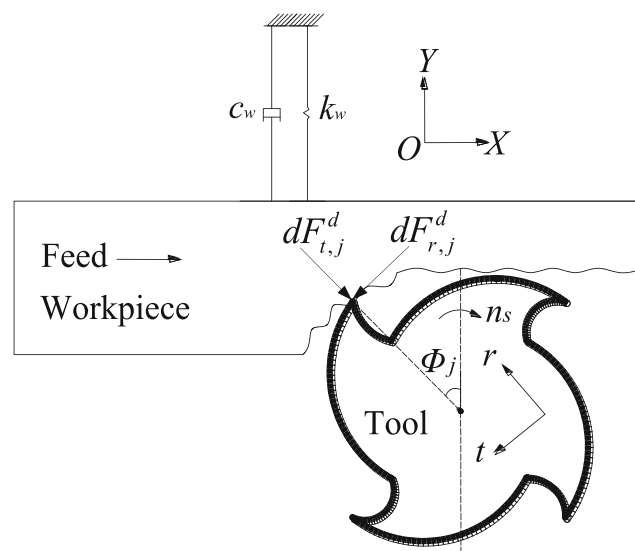 Y
c_w k_w
O X
dF^d_{t,j} dF^d_{r,j}
Feed
Workpiece
n_s
Φ_j r
Tool
t